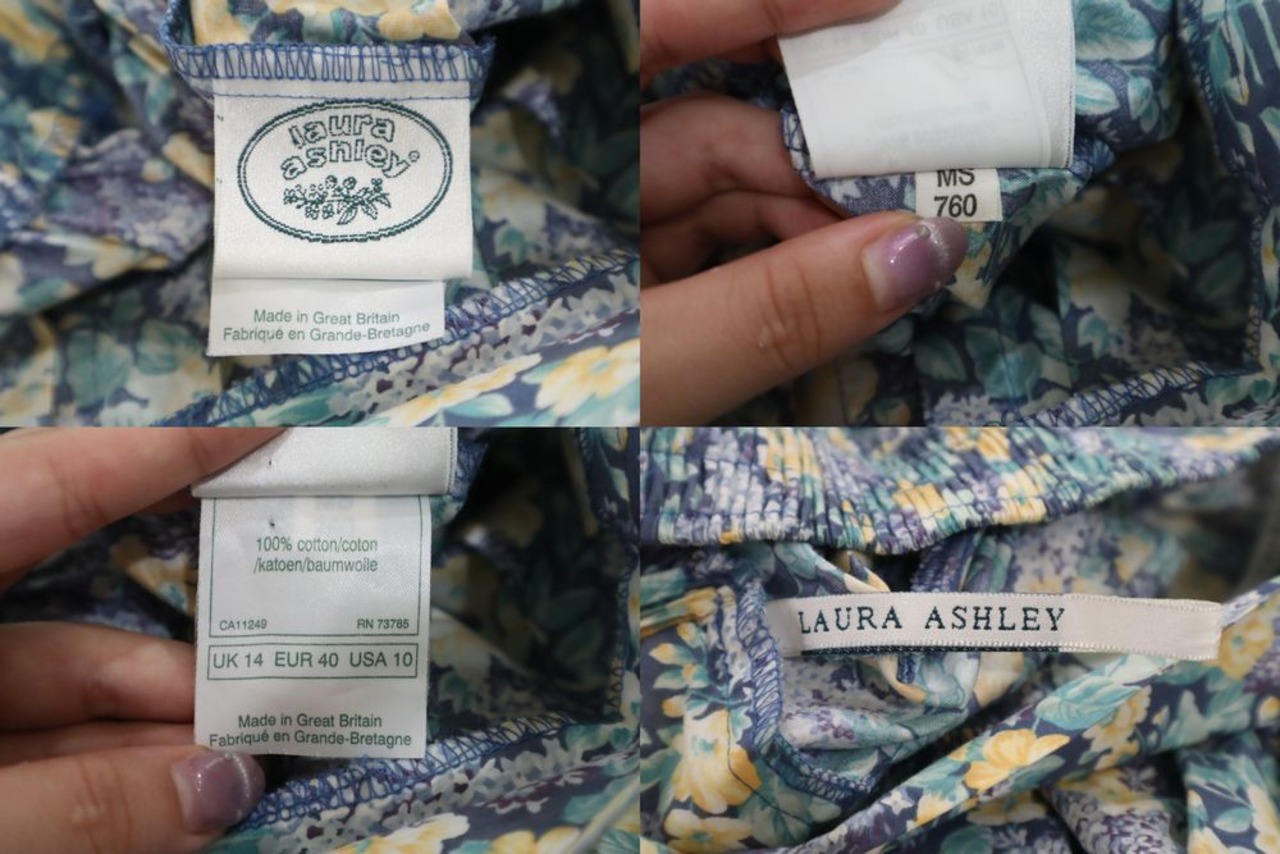 laura
ashley®
Made in Great Britain
Fabriqué en Grande-Bretagne
MS
760
100% cotton/coton
/katoen/baumwolle
CA11249 RN 73785
UK 14 EUR 40 USA 10
Made in Great Britain
Fabriqué en Grande-Bretagne
LAURA ASHLEY